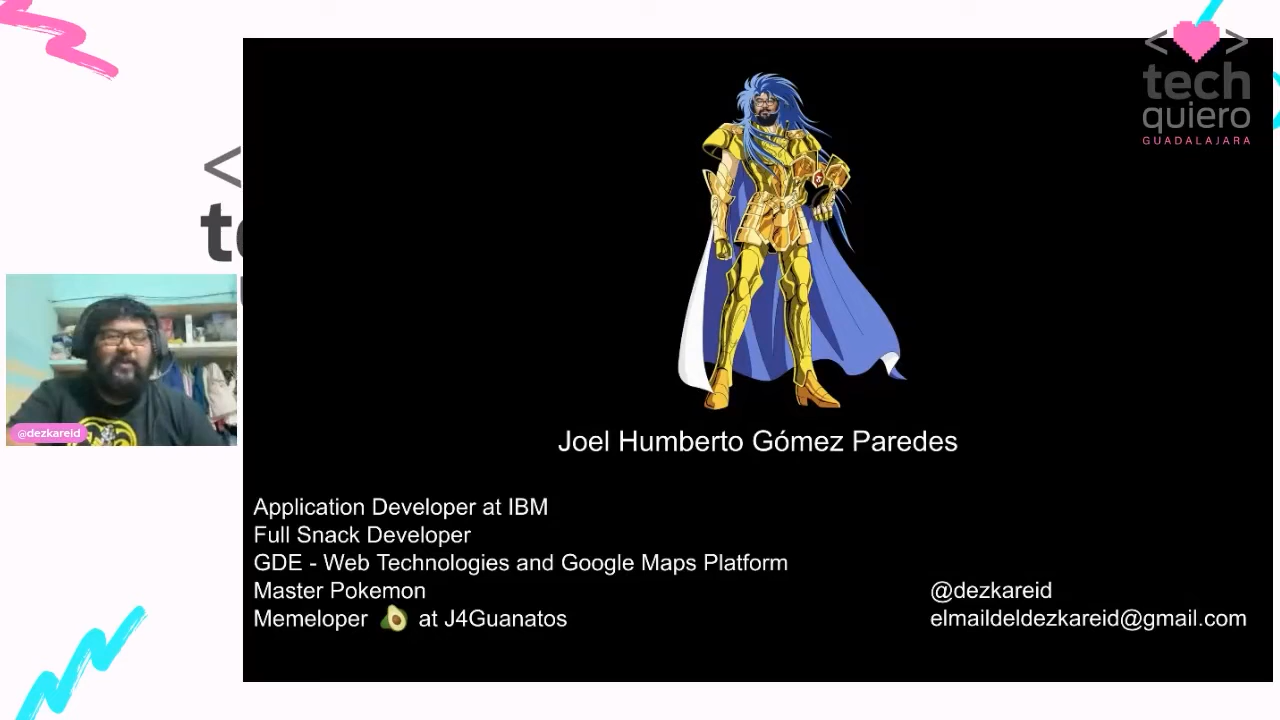 < >
tech
quiero
GUADALAJARA
<
te
@dezkareid
Joel Humberto Gómez Paredes
Application Developer at IBM
Full Snack Developer
GDE - Web Technologies and Google Maps Platform
Master Pokemon
Memeloper 🥑 at J4Guanatos
@dezkareid
elmaildeldezkareid@gmail.com